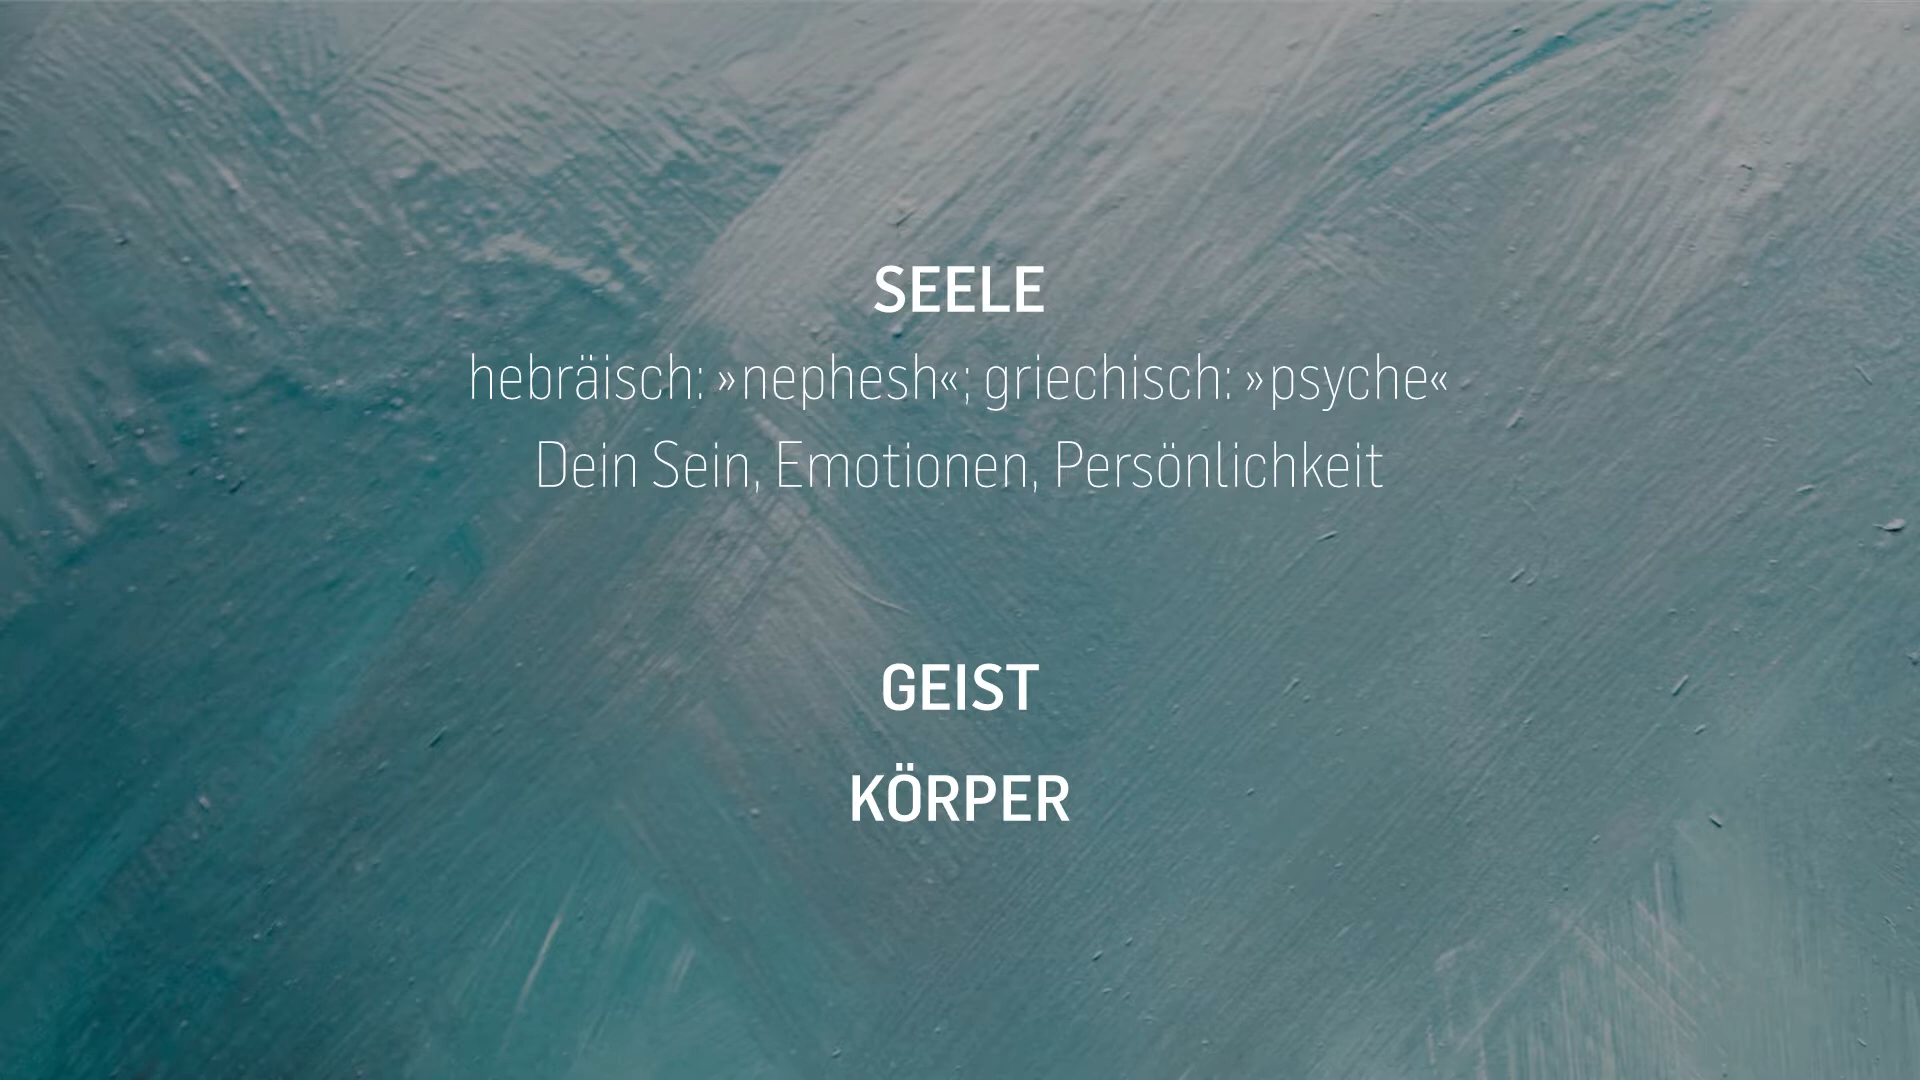 SEELE
hebräisch: »nephesh«; griechisch: »psyche«
Dein Sein, Emotionen, Persönlichkeit
GEIST
KÖRPER